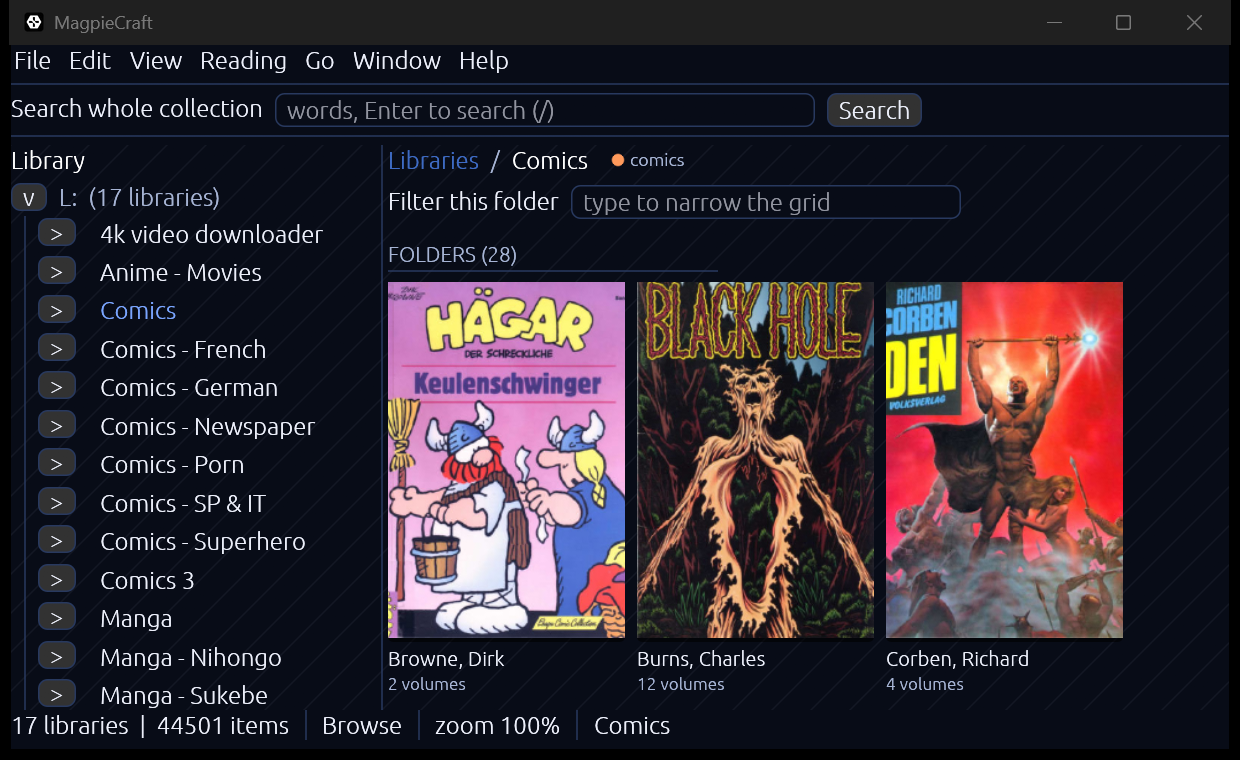 MagpieCraft
File Edit View Reading Go Window Help
Search whole collection words, Enter to search (/) Search
Library
v L: (17 libraries)
> 4k video downloader
> Anime - Movies
> Comics
> Comics - French
> Comics - German
> Comics - Newspaper
> Comics - Porn
> Comics - SP & IT
> Comics - Superhero
> Comics 3
> Manga
> Manga - Nihongo
> Manga - Sukebe
Libraries / Comics comics
Filter this folder type to narrow the grid
FOLDERS (28)
HÄGAR
DER SCHRECKLICHE
Keulenschwinger
BLACK HOLE
RICHARD
CORBEN
DEN
VOLKSVERLAG
Browne, Dirk
2 volumes
Burns, Charles
12 volumes
Corben, Richard
4 volumes
17 libraries | 44501 items Browse zoom 100% Comics